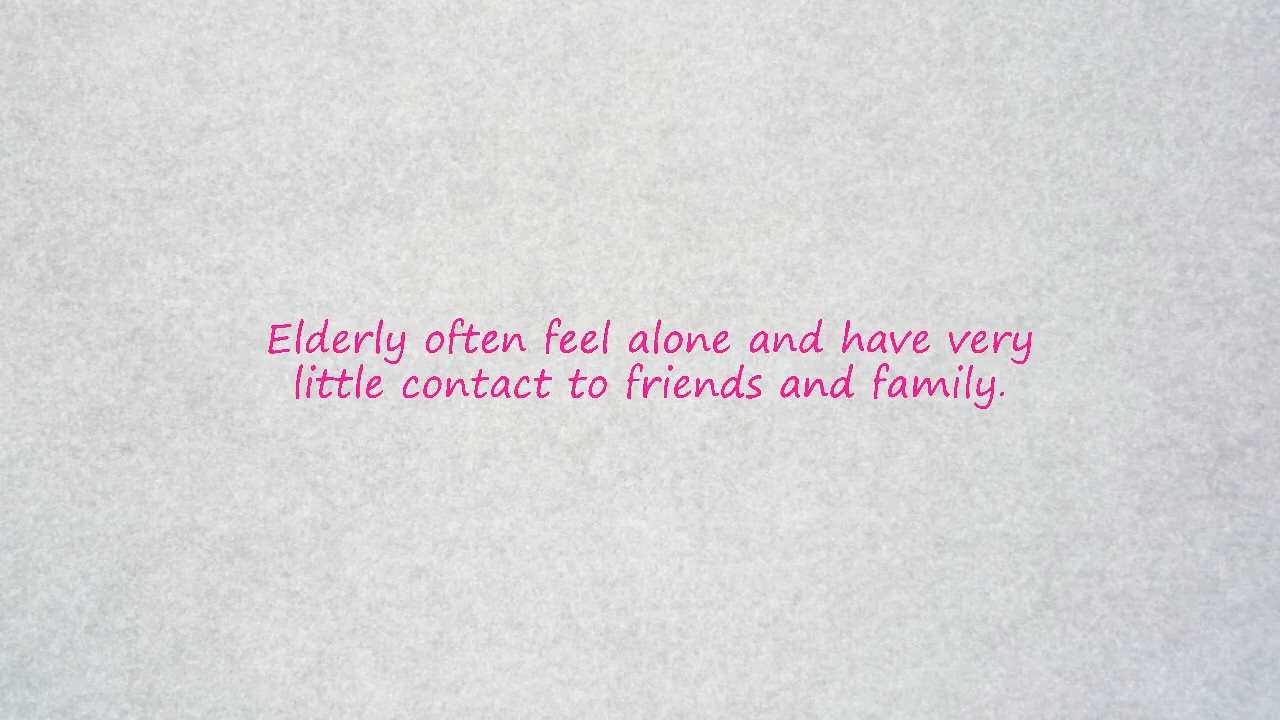 Elderly often feel alone and have very
little contact to friends and family.